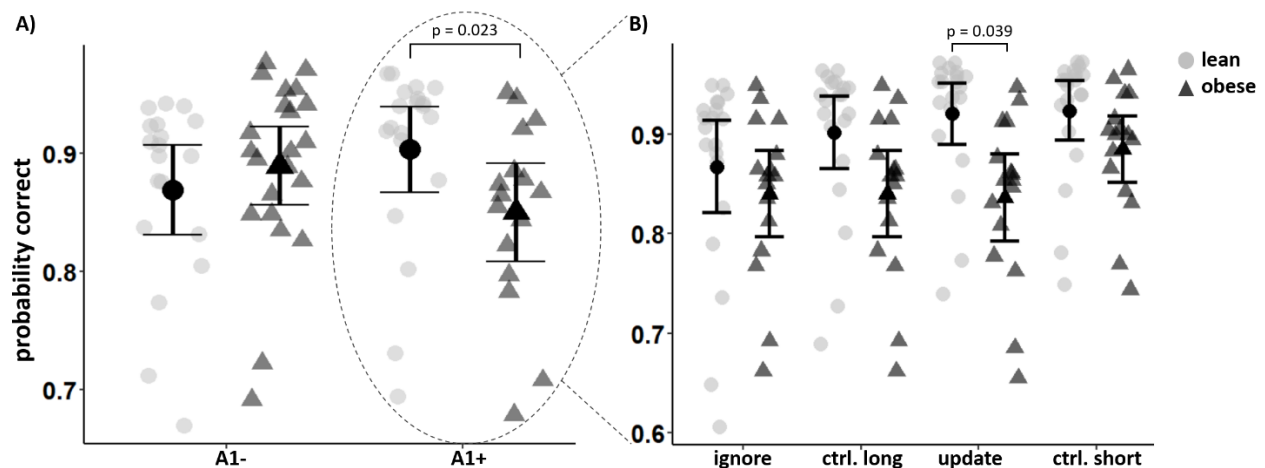 A)
p = 0.023
B)
p = 0.039
lean
obese
probability correct
0.9
0.8
0.7
A1-
A1+
0.9
0.8
0.7
0.6
ignore
ctrl. long
update
ctrl. short